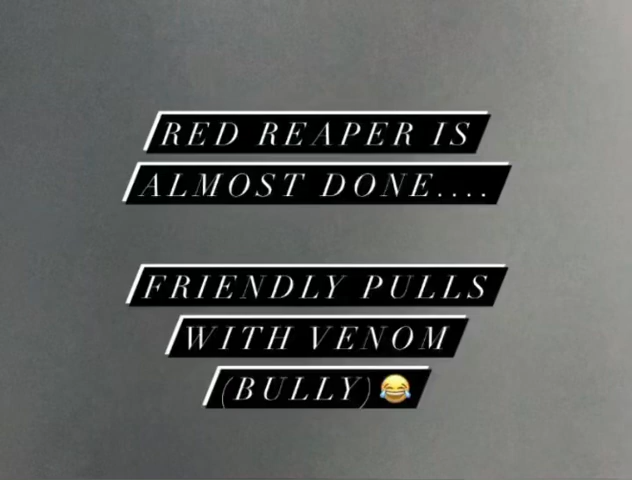 RED REAPER IS
ALMOST DONE....
FRIENDLY PULLS
WITH VENOM
(BULLY)😂